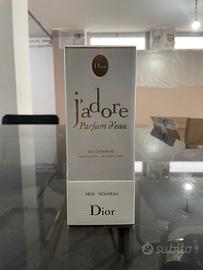 Dior
j'adore
Parfum d'eau
EAU DE PARFUM
NEW · NOUVEAU
Dior
subito